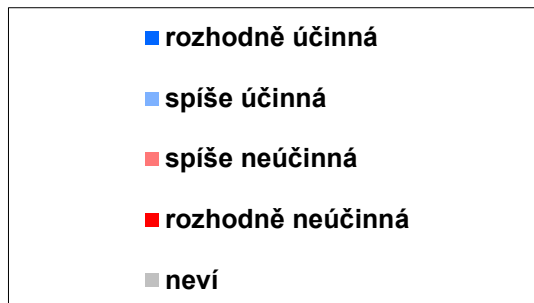 rozhodně účinná
spíše účinná
spíše neúčinná
rozhodně neúčinná
neví